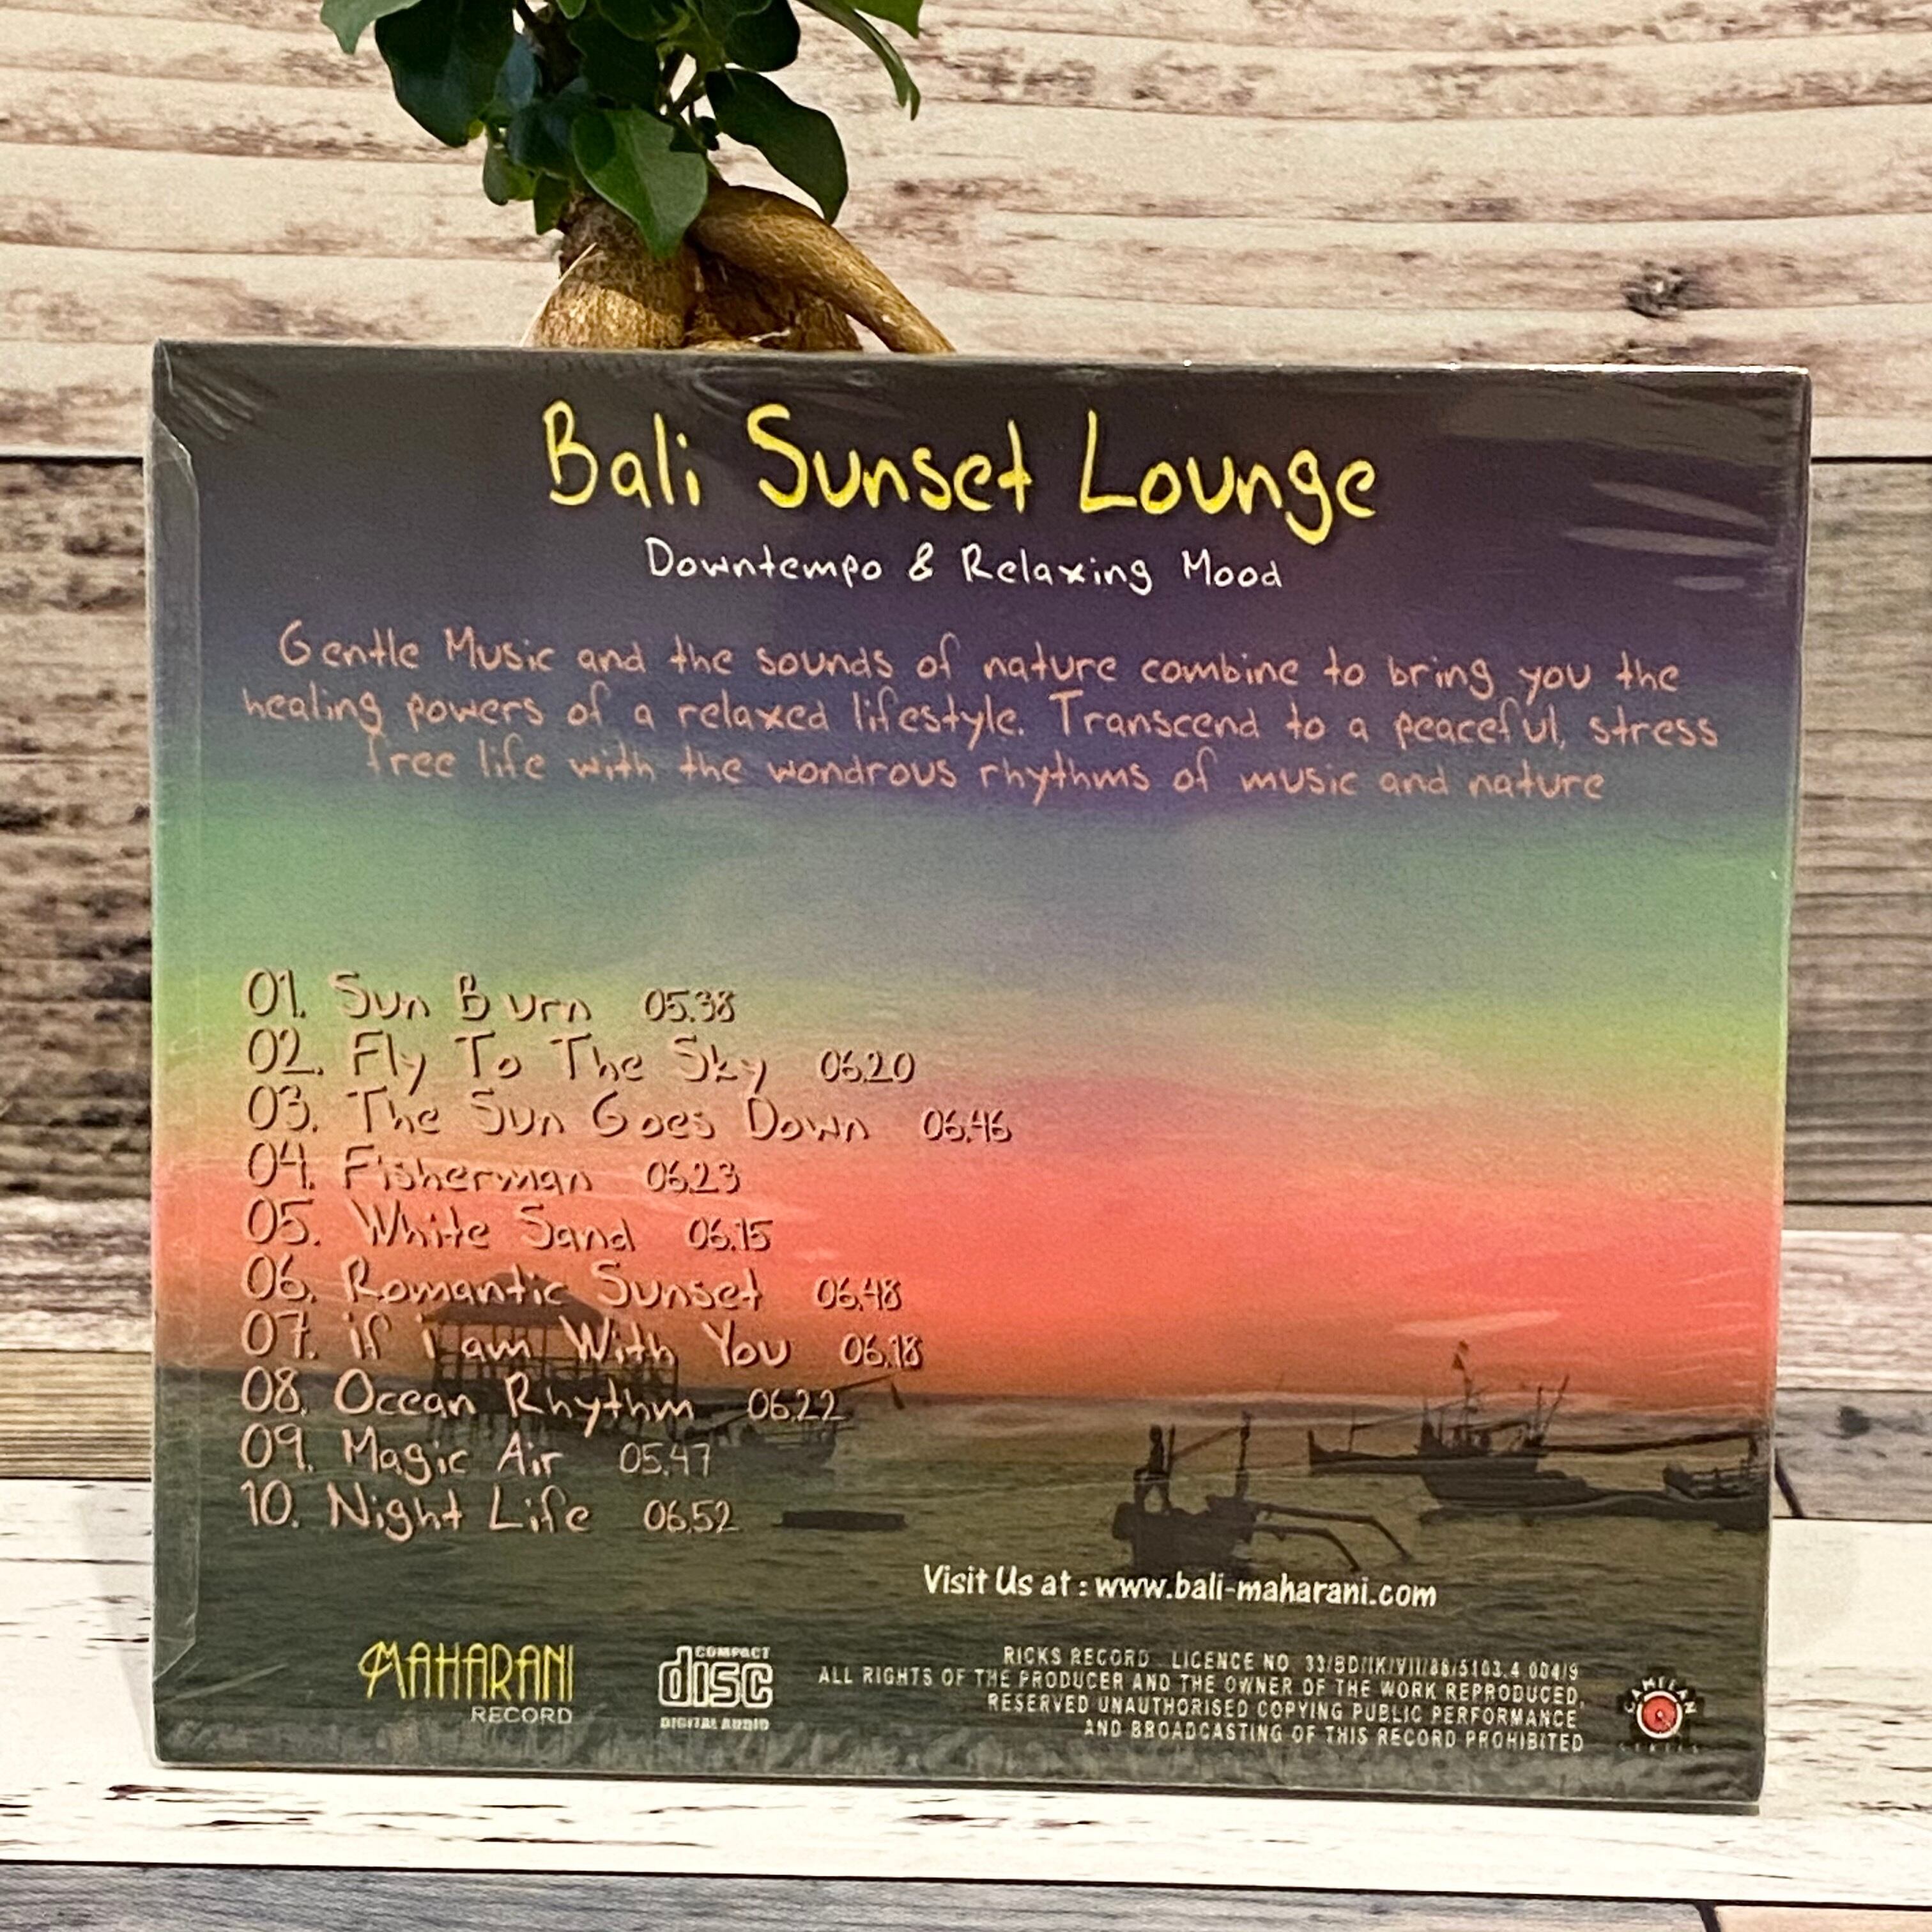 Bali Sunset Lounge
Downtempo & Relaxing Mood
Gentle Music and the sounds of nature combine to bring you the
healing powers of a relaxed lifestyle. Transcend to a peaceful, stress
free life with the wondrous rhythms of music and nature
01. Sun Burn 05.38
02. Fly To The Sky 06.20
03. The Sun Goes Down 06.46
04. Fisherman 06.23
05. White Sand 06.15
06. Romantic Sunset 06.48
07. if i am With You 06.18
08. Ocean Rhythm 06.22
09. Magic Air 05.47
10. Night Life 06.52
Visit Us at : www.bali-maharani.com
MAHARANI
RECORD
COMPACT
disc
DIGITAL AUDIO
RICKS RECORD LICENCE NO. 33/BD/IK/VII/88/5103.4 004/9
ALL RIGHTS OF THE PRODUCER AND THE OWNER OF THE WORK REPRODUCED,
RESERVED UNAUTHORISED COPYING PUBLIC PERFORMANCE
AND BROADCASTING OF THIS RECORD PROHIBITED
GAMELAN
SERIES